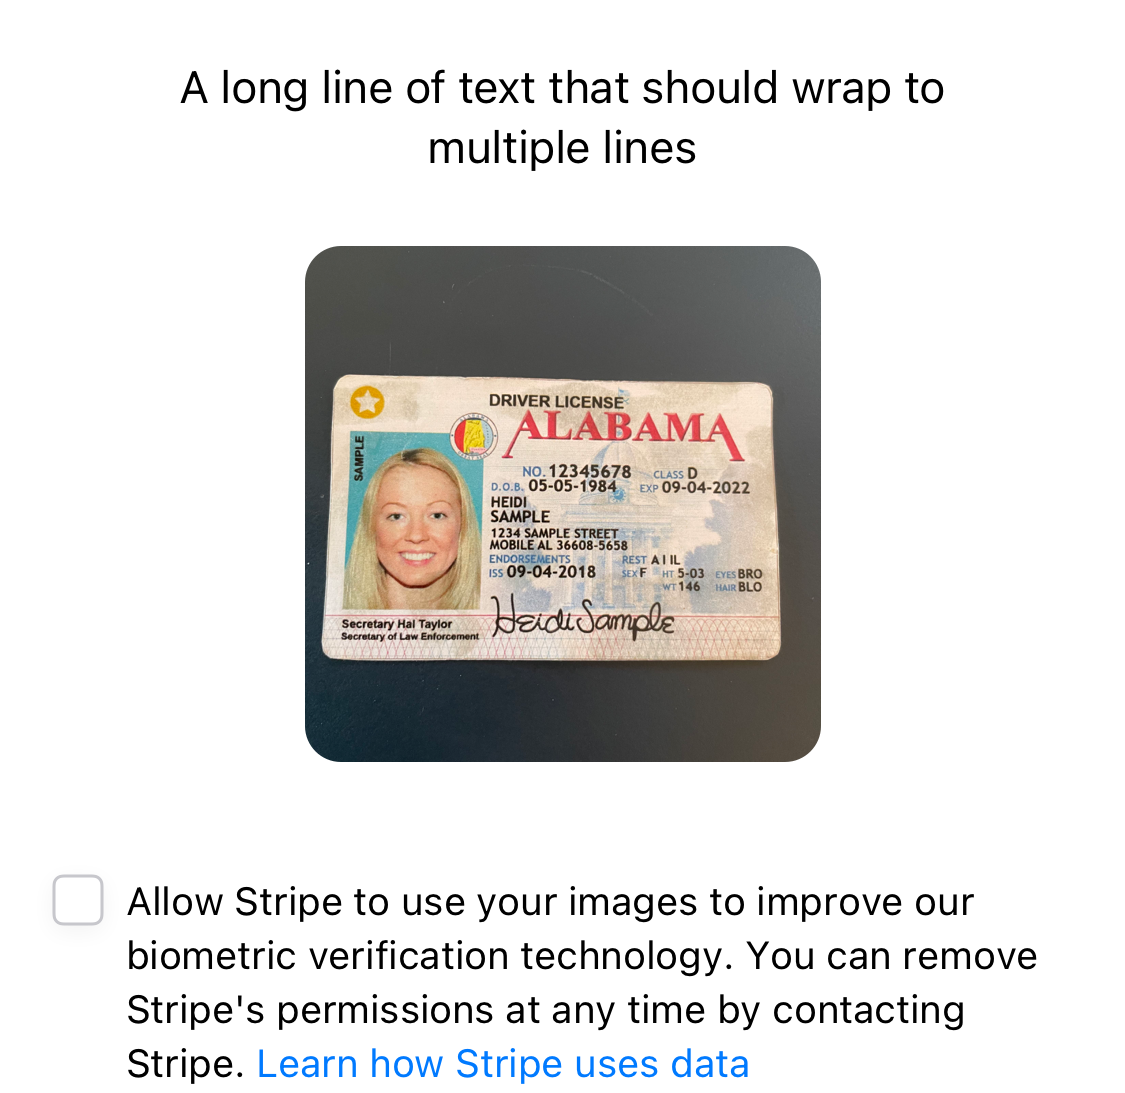 A long line of text that should wrap to
multiple lines
DRIVER LICENSE
ALABAMA
SAMPLE
NO. 12345678 CLASS D
D.O.B. 05-05-1984 EXP 09-04-2022
HEIDI
SAMPLE
1234 SAMPLE STREET
MOBILE AL 36608-5658
ENDORSEMENTS REST A I IL
ISS 09-04-2018 SEX F HT 5-03 EYES BRO
WT 146 HAIR BLO
Heidi Sample
Secretary Hal Taylor
Secretary of Law Enforcement
Allow Stripe to use your images to improve our
biometric verification technology. You can remove
Stripe's permissions at any time by contacting
Stripe. Learn how Stripe uses data